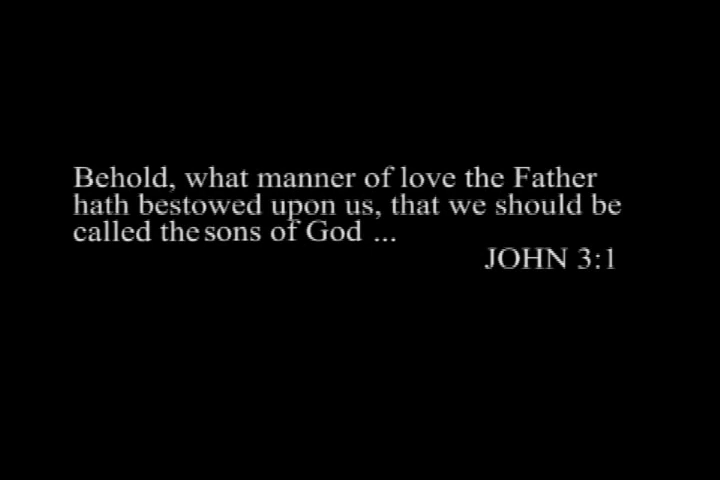 Behold, what manner of love the Father
hath bestowed upon us, that we should be
called the sons of God ...
JOHN 3:1